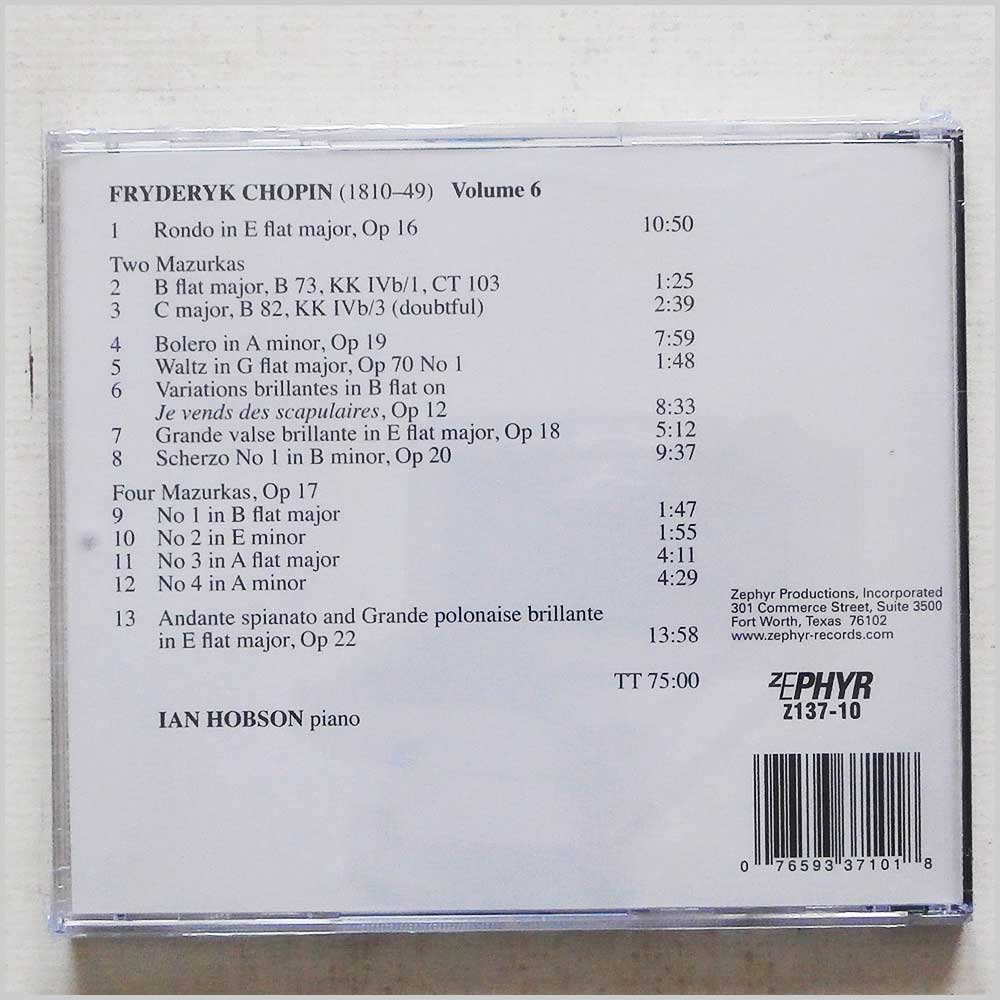 FRYDERYK CHOPIN (1810–49) Volume 6
1 Rondo in E flat major, Op 16 10:50
Two Mazurkas
2 B flat major, B 73, KK IVb/1, CT 103 1:25
3 C major, B 82, KK IVb/3 (doubtful) 2:39
4 Bolero in A minor, Op 19 7:59
5 Waltz in G flat major, Op 70 No 1 1:48
6 Variations brillantes in B flat on
Je vends des scapulaires, Op 12 8:33
7 Grande valse brillante in E flat major, Op 18 5:12
8 Scherzo No 1 in B minor, Op 20 9:37
Four Mazurkas, Op 17
9 No 1 in B flat major 1:47
10 No 2 in E minor 1:55
11 No 3 in A flat major 4:11
12 No 4 in A minor 4:29
13 Andante spianato and Grande polonaise brillante
in E flat major, Op 22 13:58
TT 75:00
IAN HOBSON piano
Zephyr Productions, Incorporated
301 Commerce Street, Suite 3500
Fort Worth, Texas 76102
www.zephyr-records.com
ZEPHYR
Z137-10
0 76593 37101 8